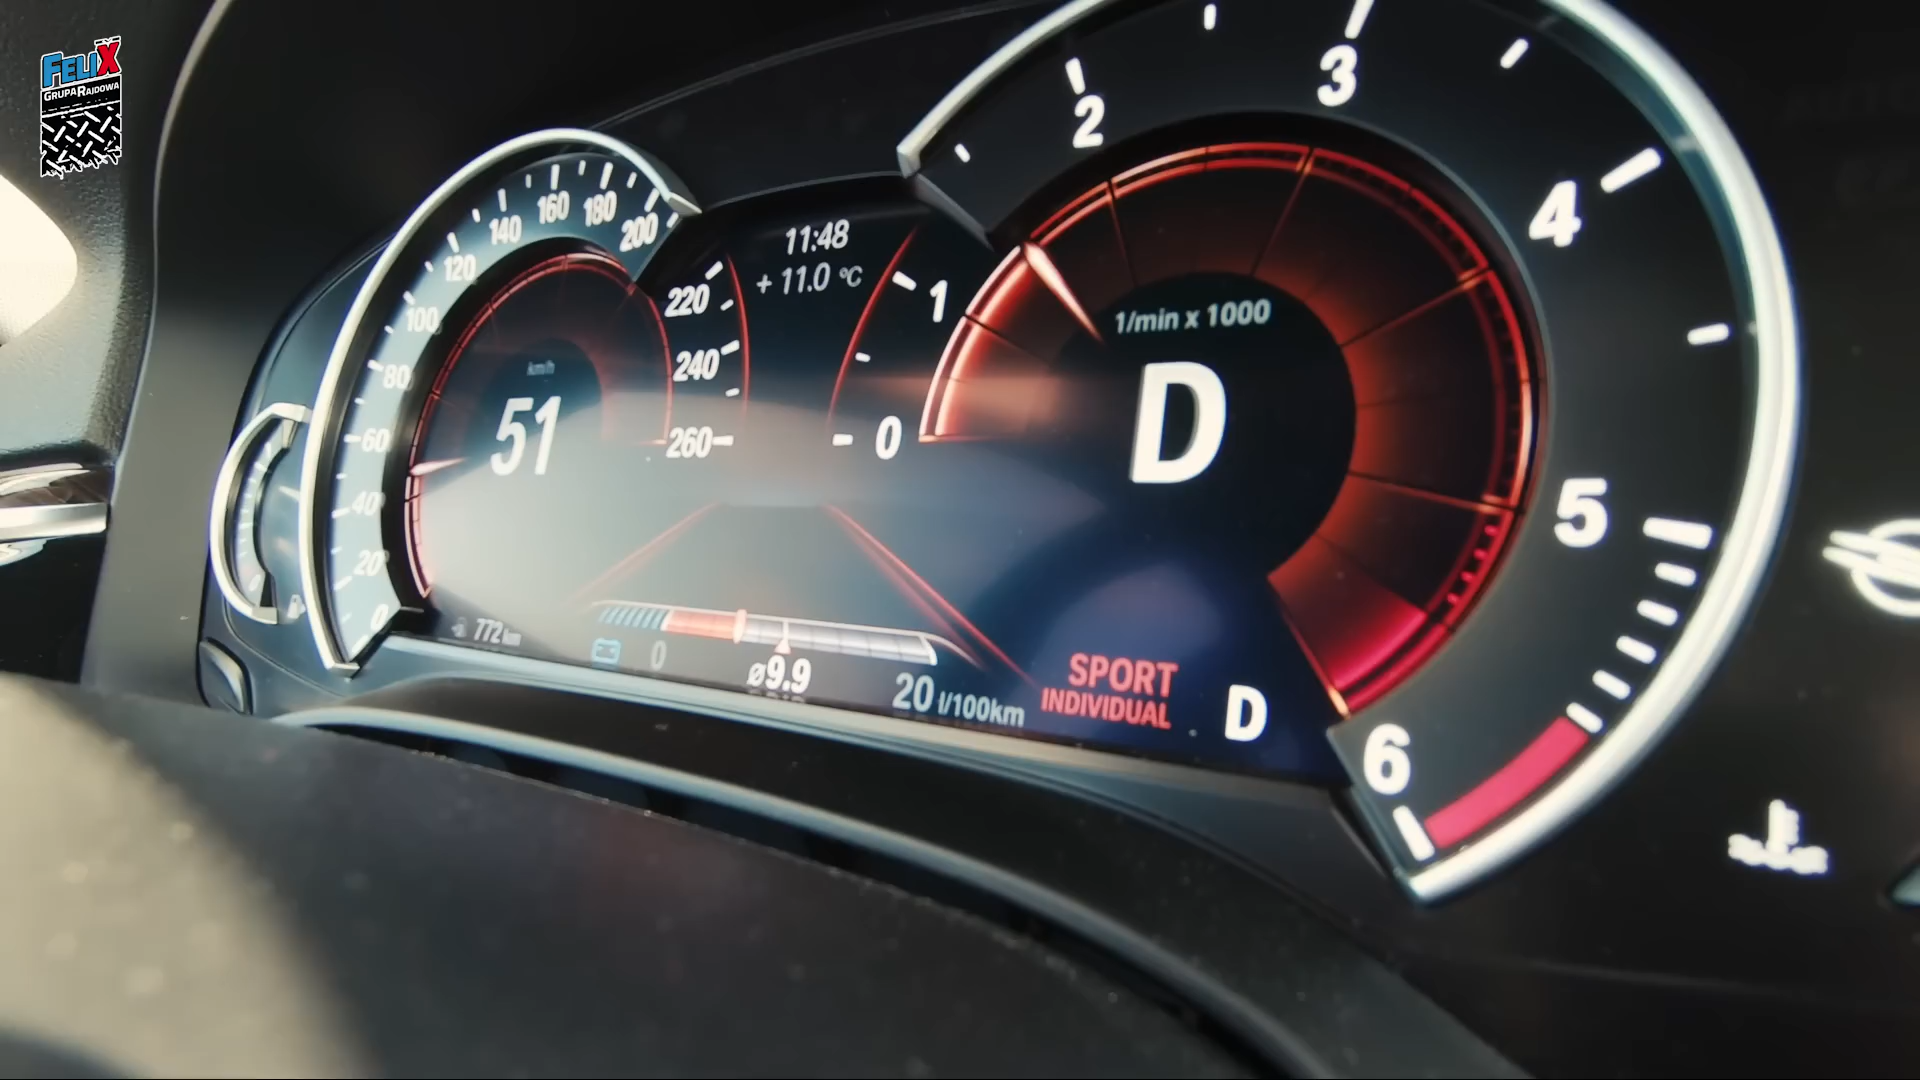 FELIX
GRUPA RAJDOWA
0
20
40
60
80
100
120
140
160
180
200
220
240
260
km/h
51
11:48
+ 11.0 °C
0
1
2
3
4
5
6
1/min x 1000
D
772 km
0
ø9.9
20 l/100km
SPORT
INDIVIDUAL
D